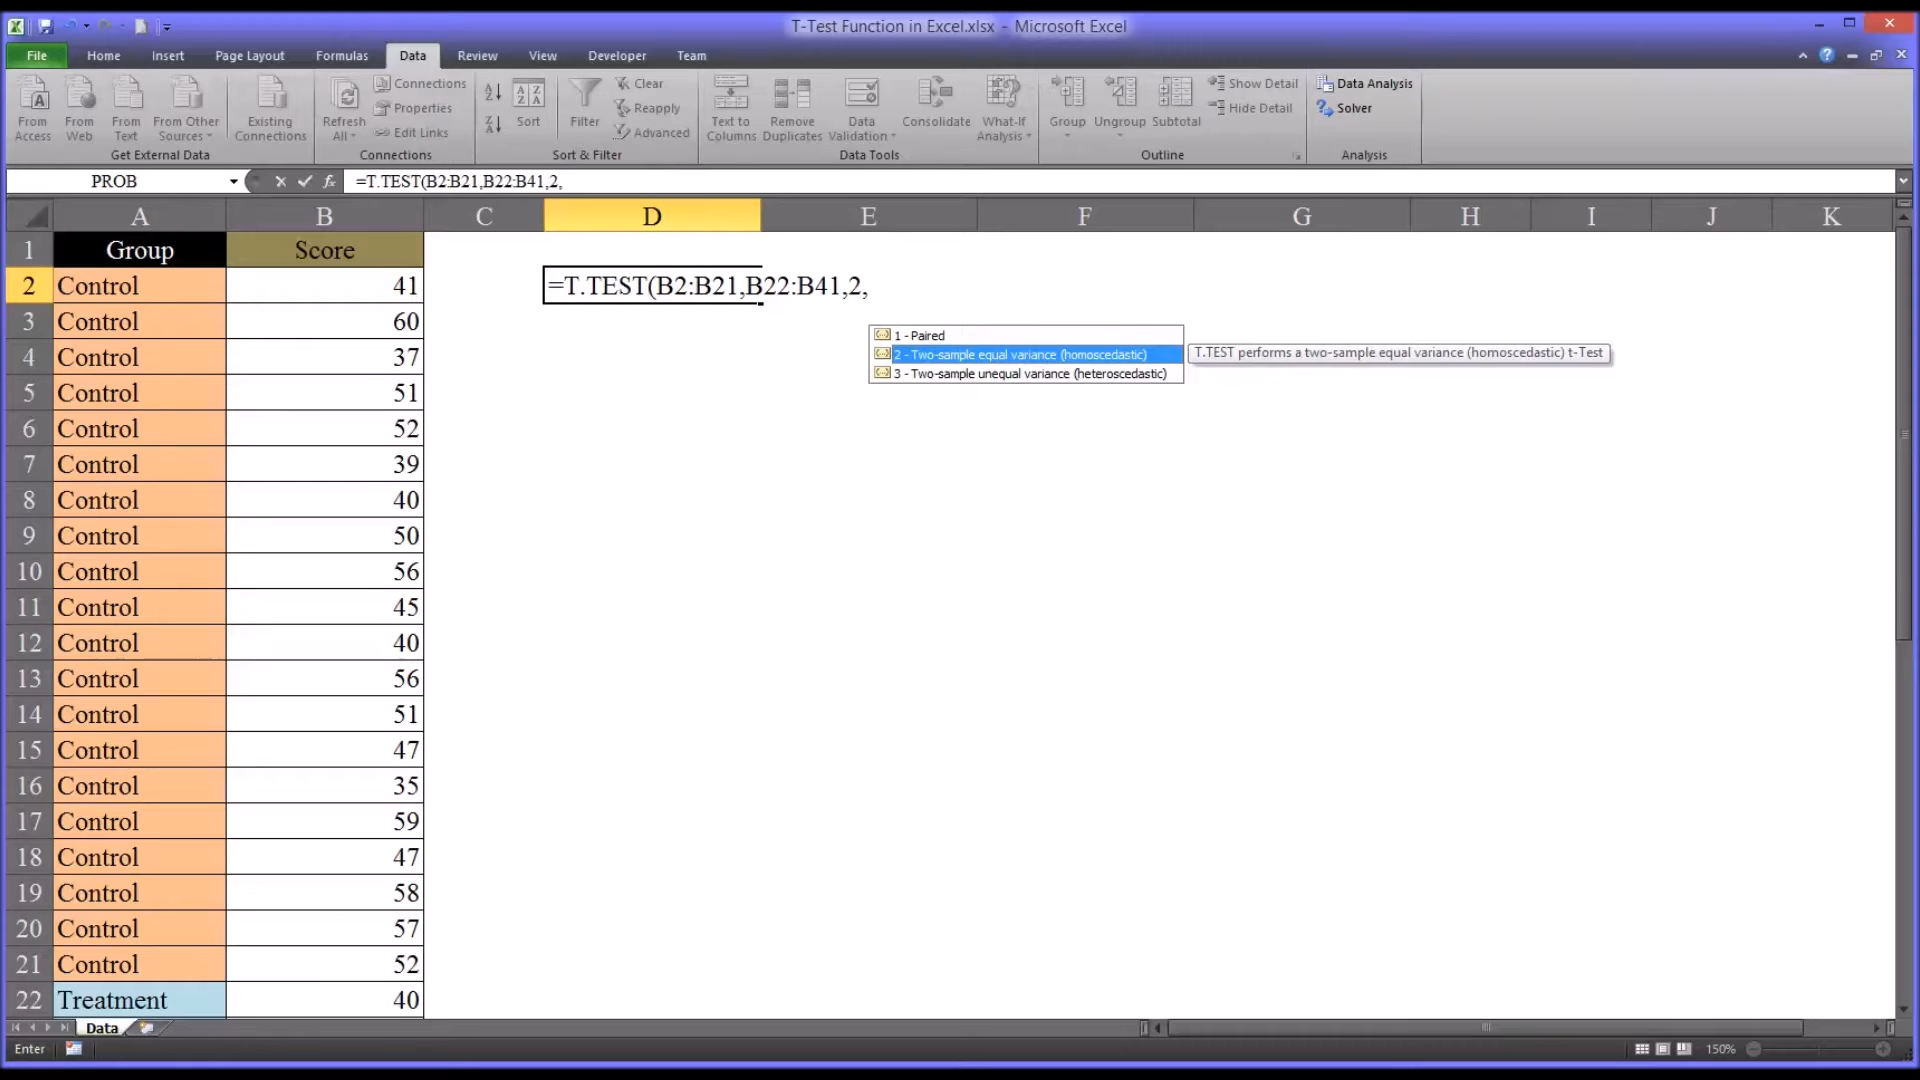 T-Test Function in Excel.xlsx - Microsoft Excel
File Home Insert Page Layout Formulas Data Review View Developer Team
From Access
From Web
From Text
From Other Sources
Existing Connections
Get External Data
Refresh All
Connections
Properties
Edit Links
Connections
Sort
Filter
Clear
Reapply
Advanced
Sort & Filter
Text to Columns
Remove Duplicates
Data Validation
Consolidate
What-If Analysis
Data Tools
Group
Ungroup
Subtotal
Show Detail
Hide Detail
Outline
Data Analysis
Solver
Analysis
PROB fx =T.TEST(B2:B21,B22:B41,2,
A B C D E F G H I J K
1 Group Score
2 Control 41 =T.TEST(B2:B21,B22:B41,2,
3 Control 60
1 - Paired
2 - Two-sample equal variance (homoscedastic) T.TEST performs a two-sample equal variance (homoscedastic) t-Test
3 - Two-sample unequal variance (heteroscedastic)
4 Control 37
5 Control 51
6 Control 52
7 Control 39
8 Control 40
9 Control 50
10 Control 56
11 Control 45
12 Control 40
13 Control 56
14 Control 51
15 Control 47
16 Control 35
17 Control 59
18 Control 47
19 Control 58
20 Control 57
21 Control 52
22 Treatment 40
Data
Enter 150%